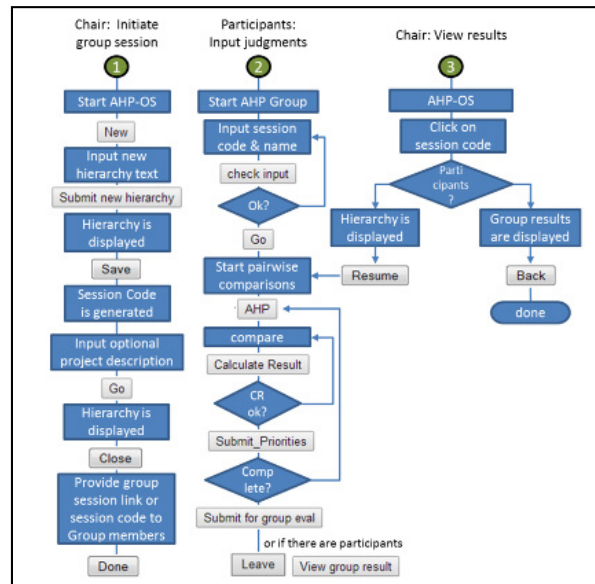 Chair: Initiate
group session
1
Start AHP-OS
New
Input new
hierarchy text
Submit new hierarchy
Hierarchy is
displayed
Save
Session Code
is generated
Input optional
project description
Go
Hierarchy is
displayed
Close
Provide group
session link or
session code to
Group members
Done
Participants:
Input judgments
2
Start AHP Group
Input session
code & name
check input
Ok?
Go
Start pairwise
comparisons
AHP
compare
Calculate Result
CR
ok?
Submit_Priorities
Comp
lete?
Submit for group eval
or if there are participants
Leave
View group result
Chair: View results
3
AHP-OS
Click on
session code
Parti
cipants
?
Hierarchy is
displayed
Resume
Group results
are displayed
Back
done